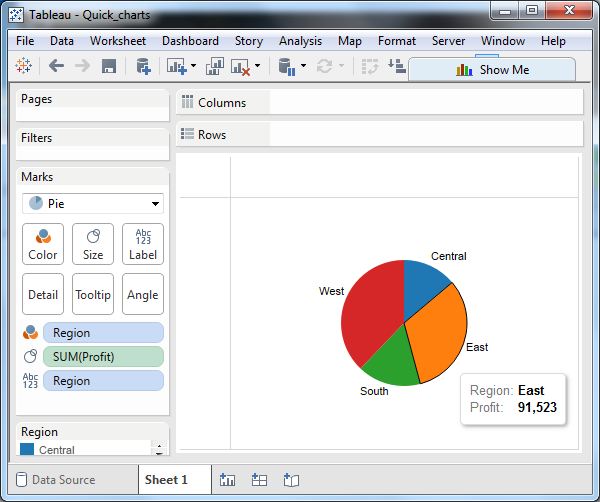 Tableau - Quick_charts
File Data Worksheet Dashboard Story Analysis Map Format Server Window Help
Show Me
Pages
Columns
Rows
Filters
Marks
Pie
Abc
123
Color Size Label
Detail Tooltip Angle
Region
SUM(Profit)
Abc
123
Region
Central
West
East
South
Region: East
Profit: 91,523
Region
Central
Data Source
Sheet 1